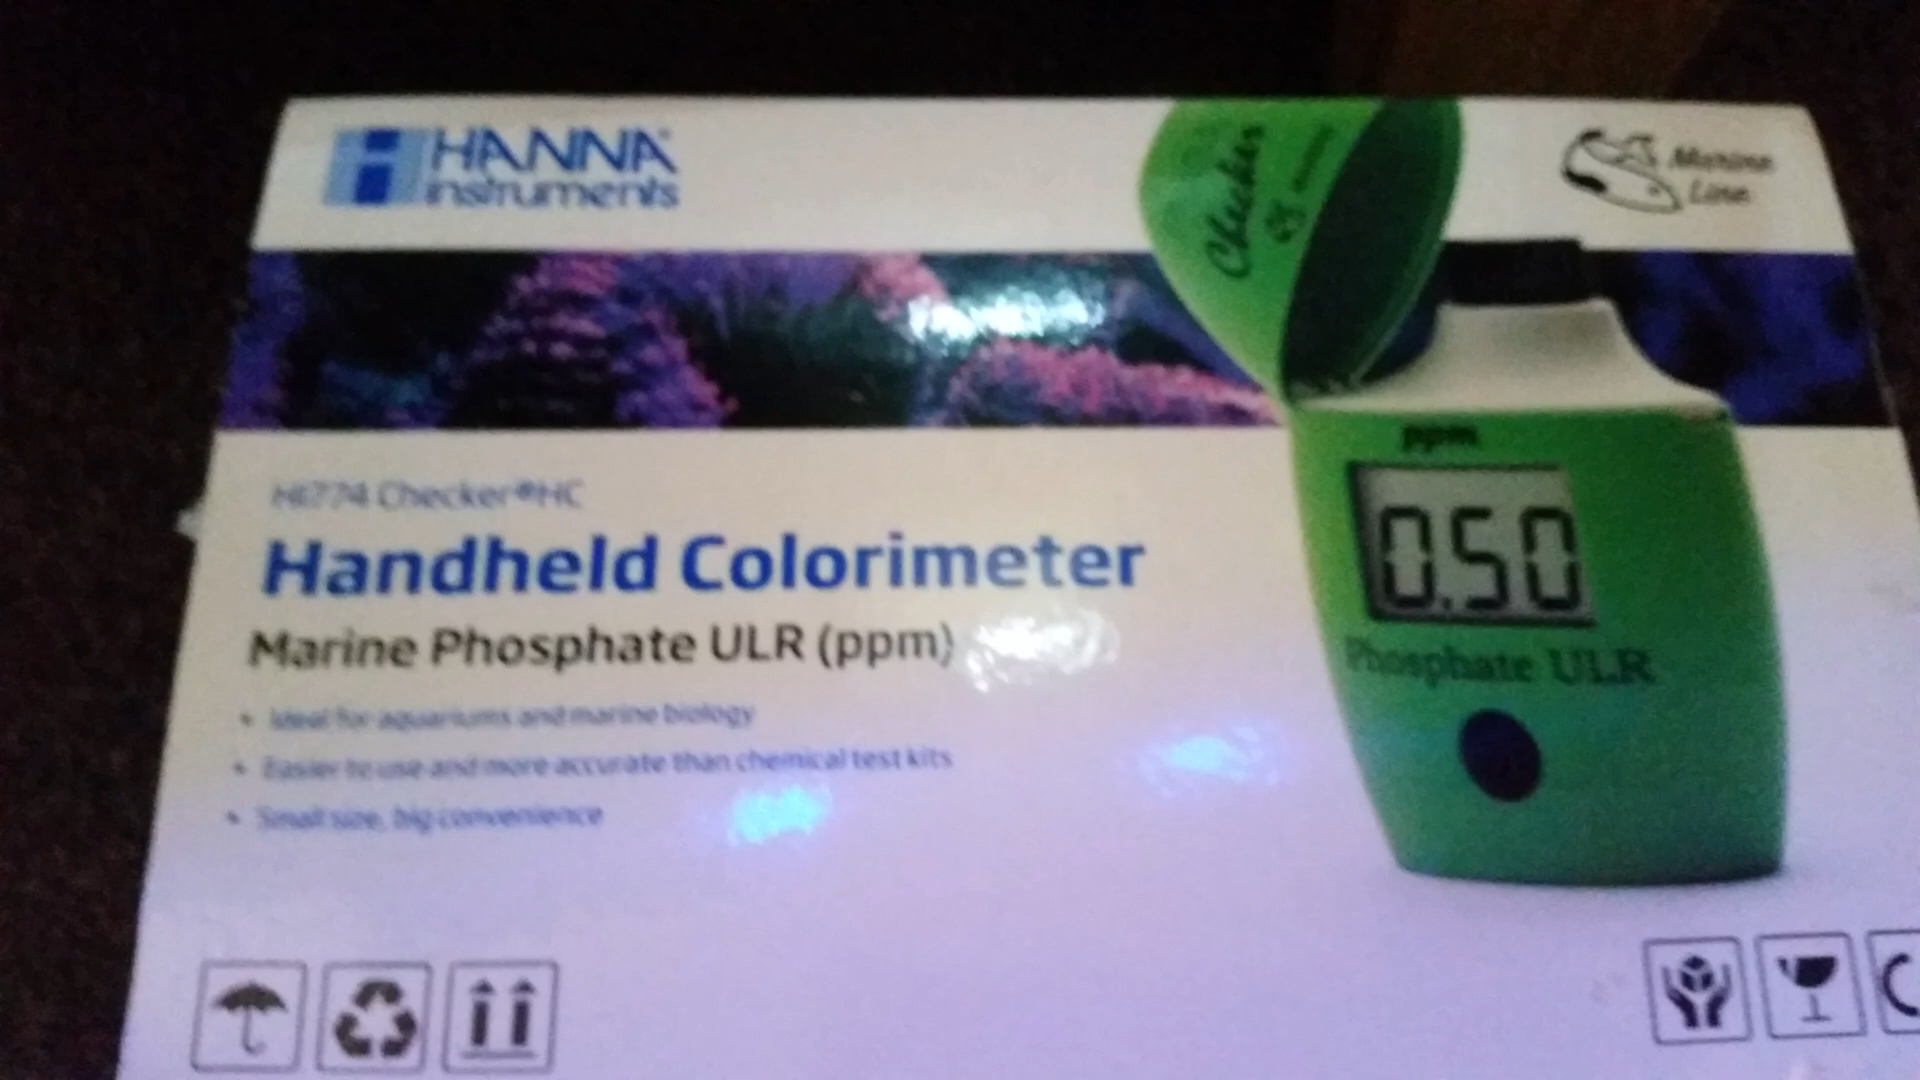 HANNA
instruments
Checker
HC
Marine
Line
HI774 Checker®HC
Handheld Colorimeter
Marine Phosphate ULR (ppm)
• Ideal for aquariums and marine biology
• Easier to use and more accurate than chemical test kits
• Small size, big convenience
ppm
0.50
Phosphate ULR